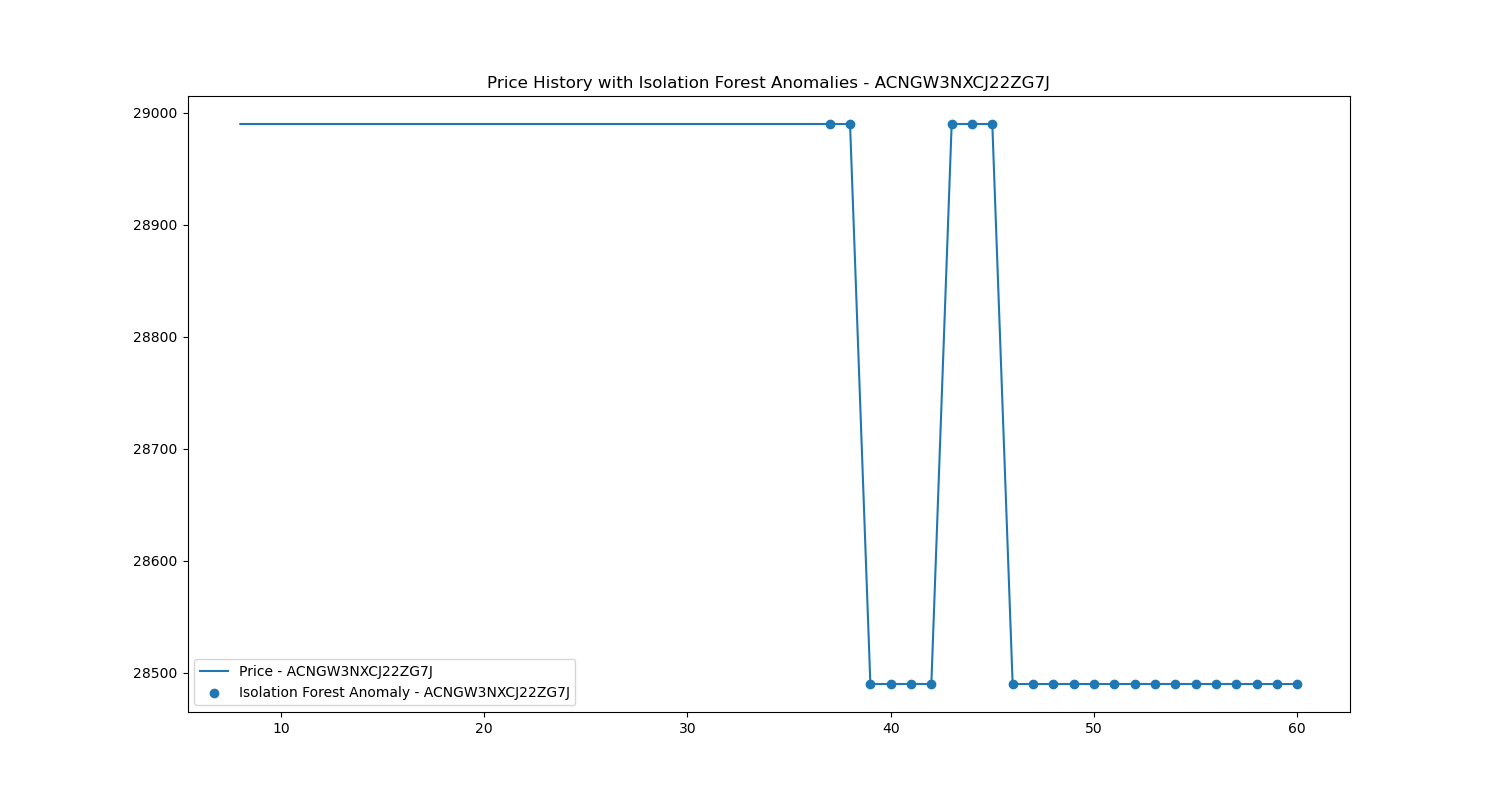 Price History with Isolation Forest Anomalies - ACNGW3NXCJ22ZG7J
29000
28900
28800
28700
28600
28500
Price - ACNGW3NXCJ22ZG7J
Isolation Forest Anomaly - ACNGW3NXCJ22ZG7J
10 20 30 40 50 60